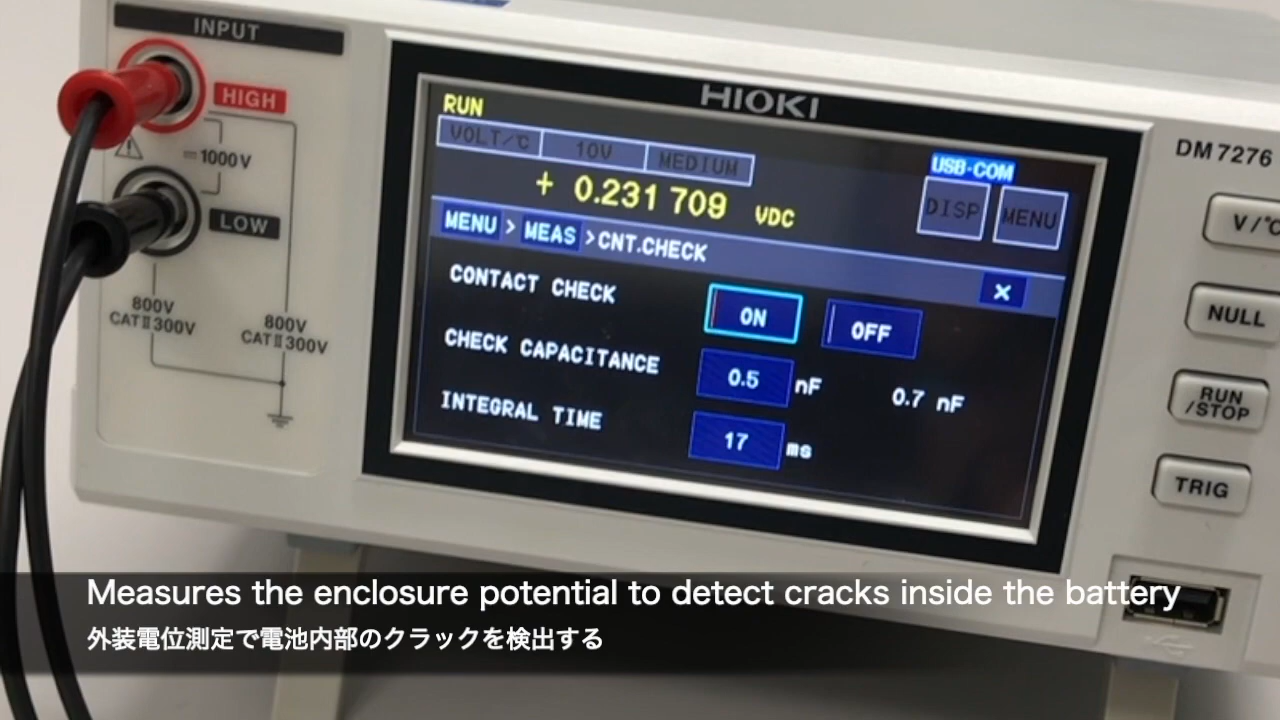 INPUT
HIGH
⎓1000V
LOW
800V
CATⅡ300V
800V
CATⅡ300V
HIOKI
RUN
VOLT/℃ 10V MEDIUM
+ 0.231 709 VDC
USB-COM
DISP MENU
MENU > MEAS >CNT.CHECK
×
CONTACT CHECK ON OFF
CHECK CAPACITANCE 0.5 nF 0.7 nF
INTEGRAL TIME 17 ms
DM7276
V/℃
NULL
RUN
/STOP
TRIG
Measures the enclosure potential to detect cracks inside the battery
外装電位測定で電池内部のクラックを検出する